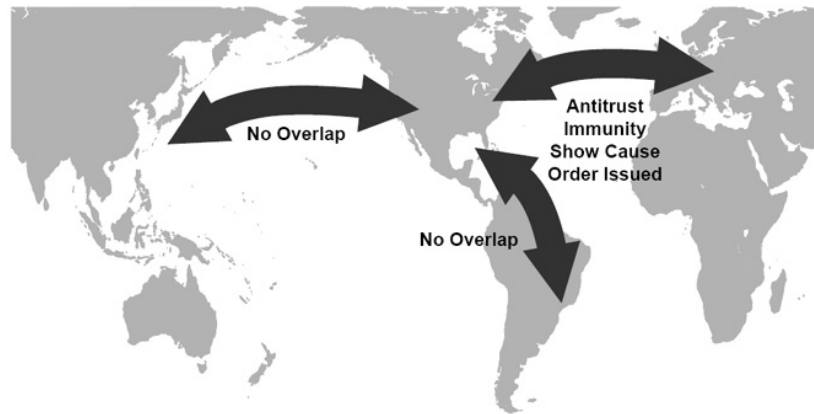 No Overlap
Antitrust
Immunity
Show Cause
Order Issued
No Overlap